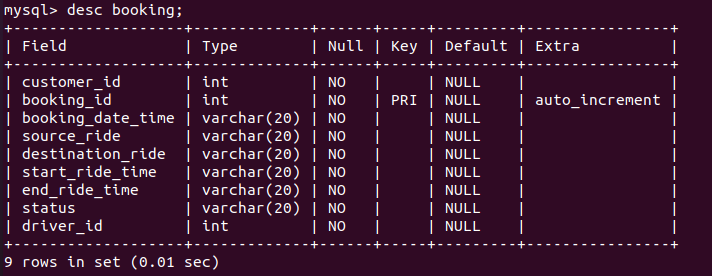 mysql> desc booking;
+-------------------+-------------+------+-----+---------+----------------+
| Field             | Type        | Null | Key | Default | Extra          |
+-------------------+-------------+------+-----+---------+----------------+
| customer_id       | int         | NO   |     | NULL    |                |
| booking_id        | int         | NO   | PRI | NULL    | auto_increment |
| booking_date_time | varchar(20) | NO   |     | NULL    |                |
| source_ride       | varchar(20) | NO   |     | NULL    |                |
| destination_ride  | varchar(20) | NO   |     | NULL    |                |
| start_ride_time   | varchar(20) | NO   |     | NULL    |                |
| end_ride_time     | varchar(20) | NO   |     | NULL    |                |
| status            | varchar(20) | NO   |     | NULL    |                |
| driver_id         | int         | NO   |     | NULL    |                |
+-------------------+-------------+------+-----+---------+----------------+
9 rows in set (0.01 sec)